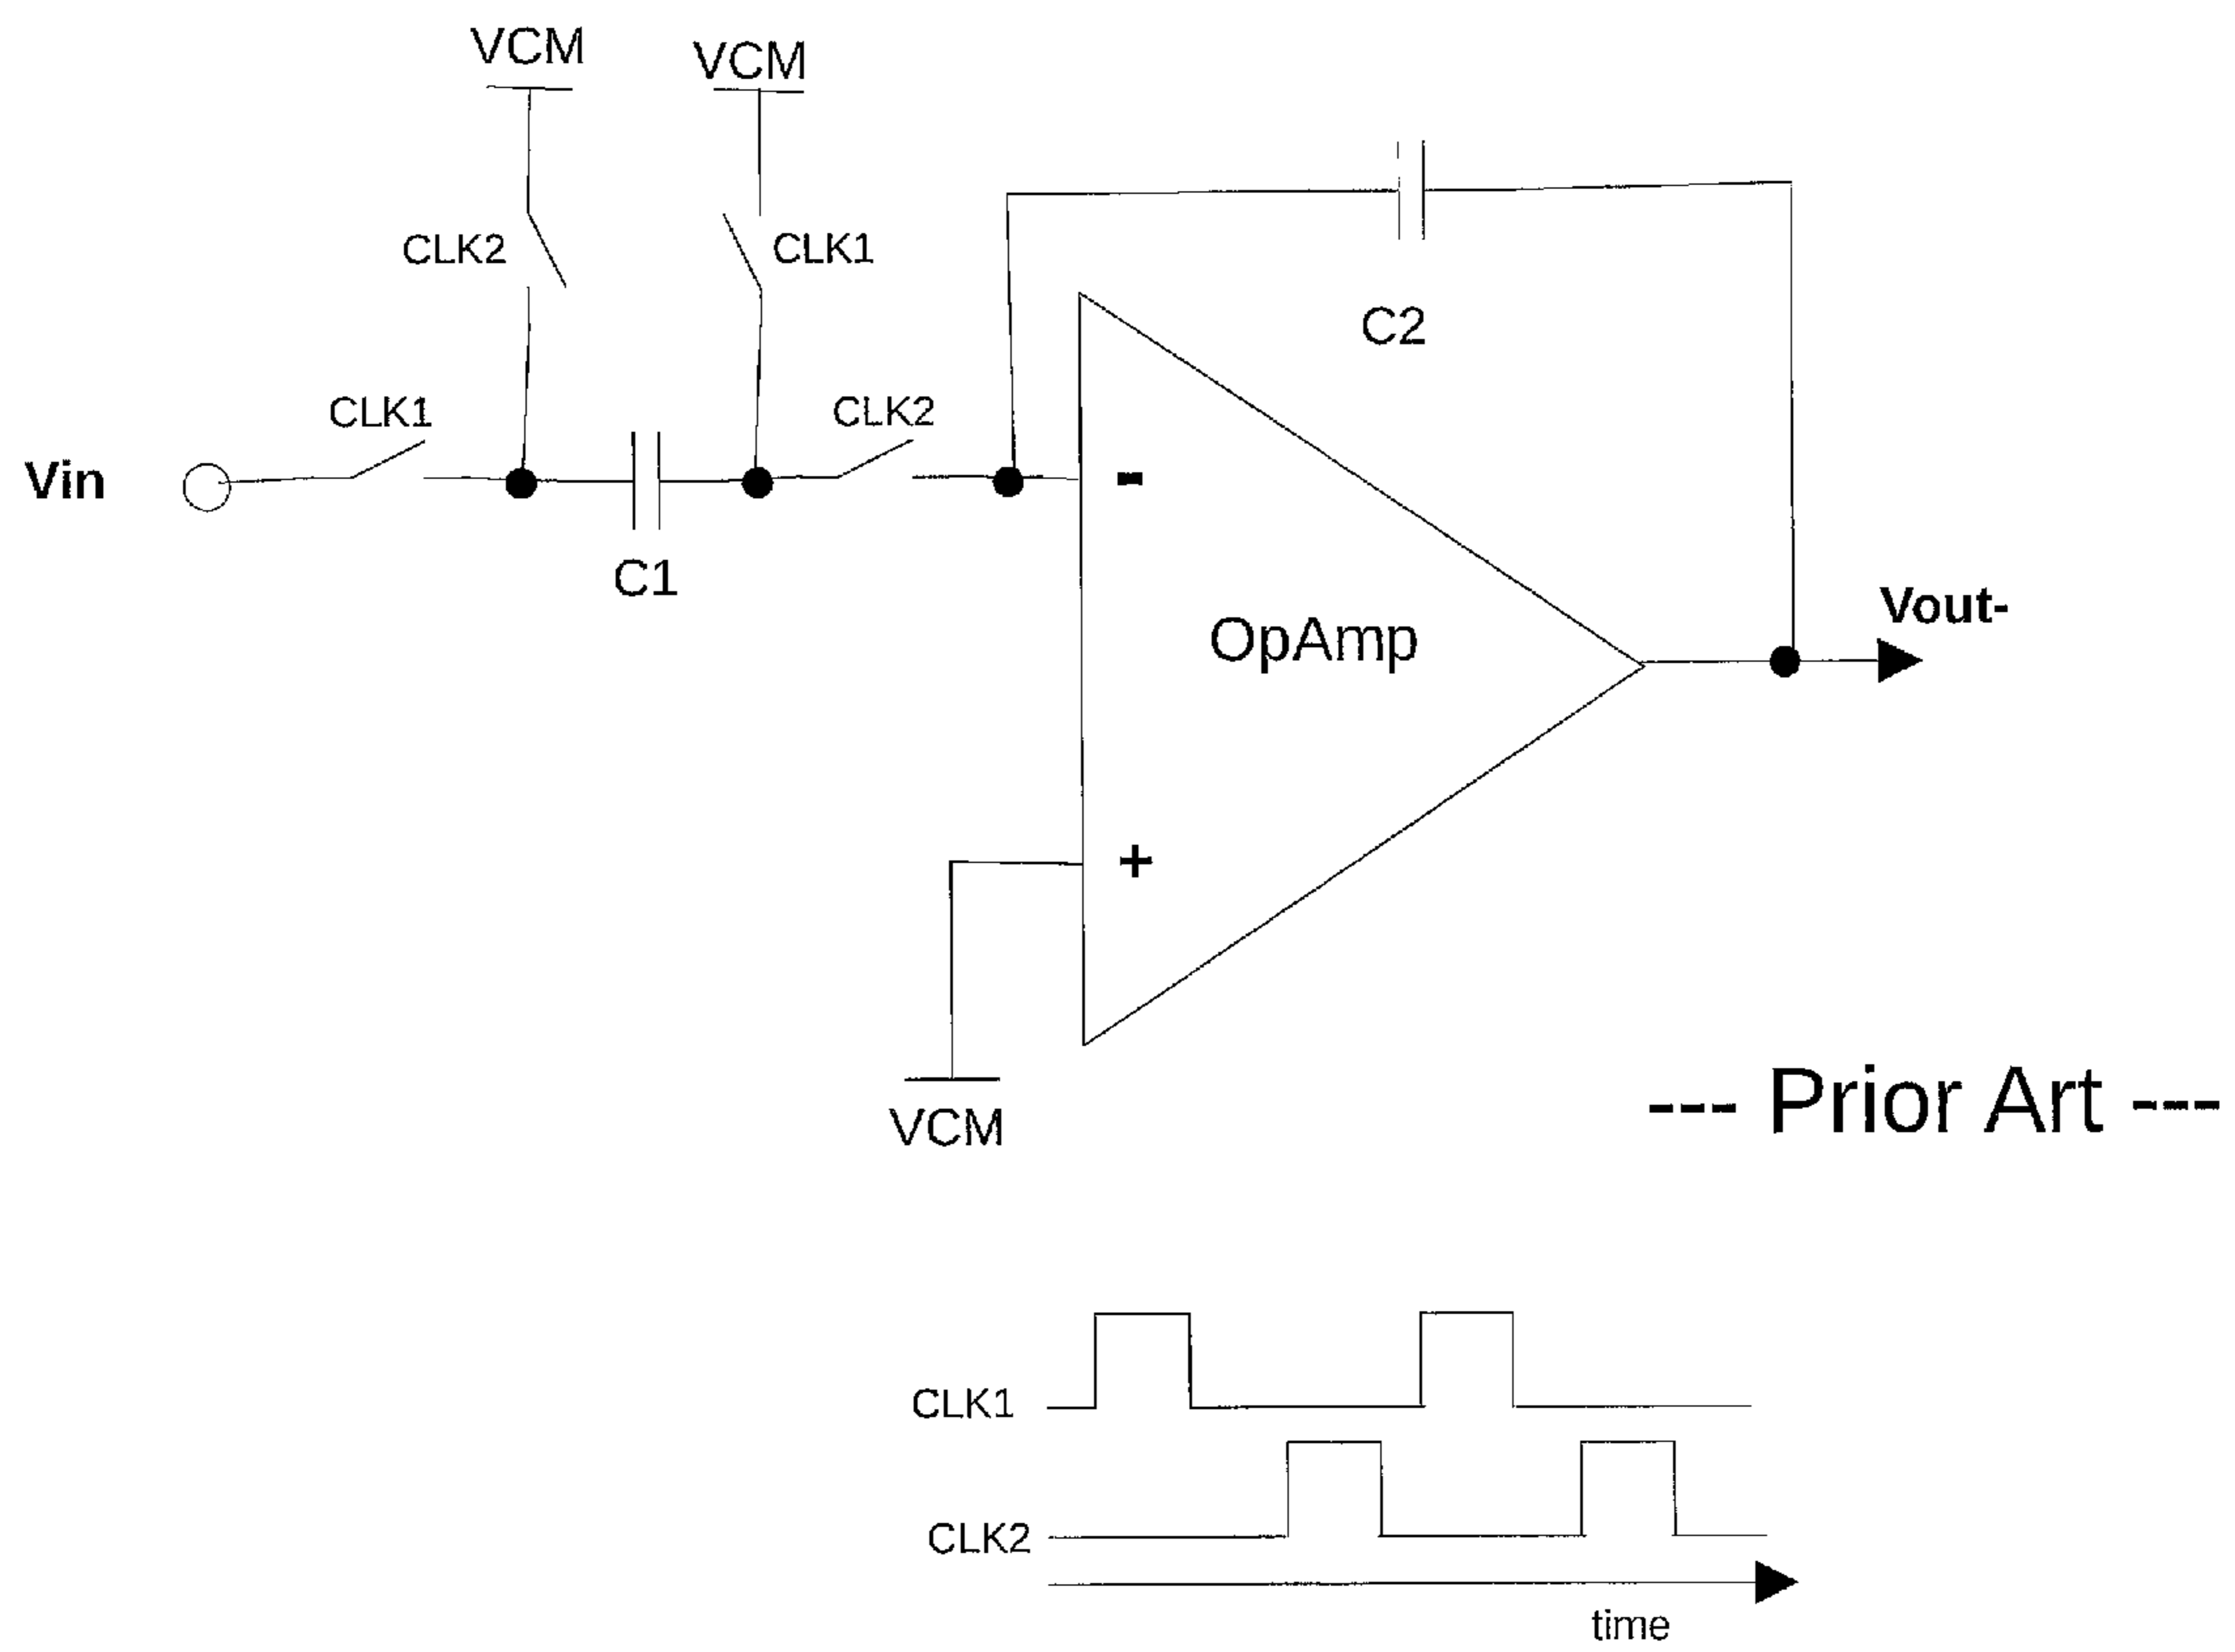 VCM
VCM
CLK2
CLK1
C2
CLK1
CLK2
Vin
-
C1
Vout-
OpAmp
+
VCM
--- Prior Art ---
CLK1
CLK2
time